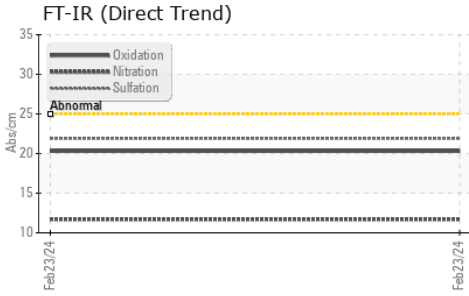 FT-IR (Direct Trend)
35
Oxidation
30
Nitration
Sulfation
Abnormal
25
Abs/cm
20
15
10
Feb23/24
Feb23/24